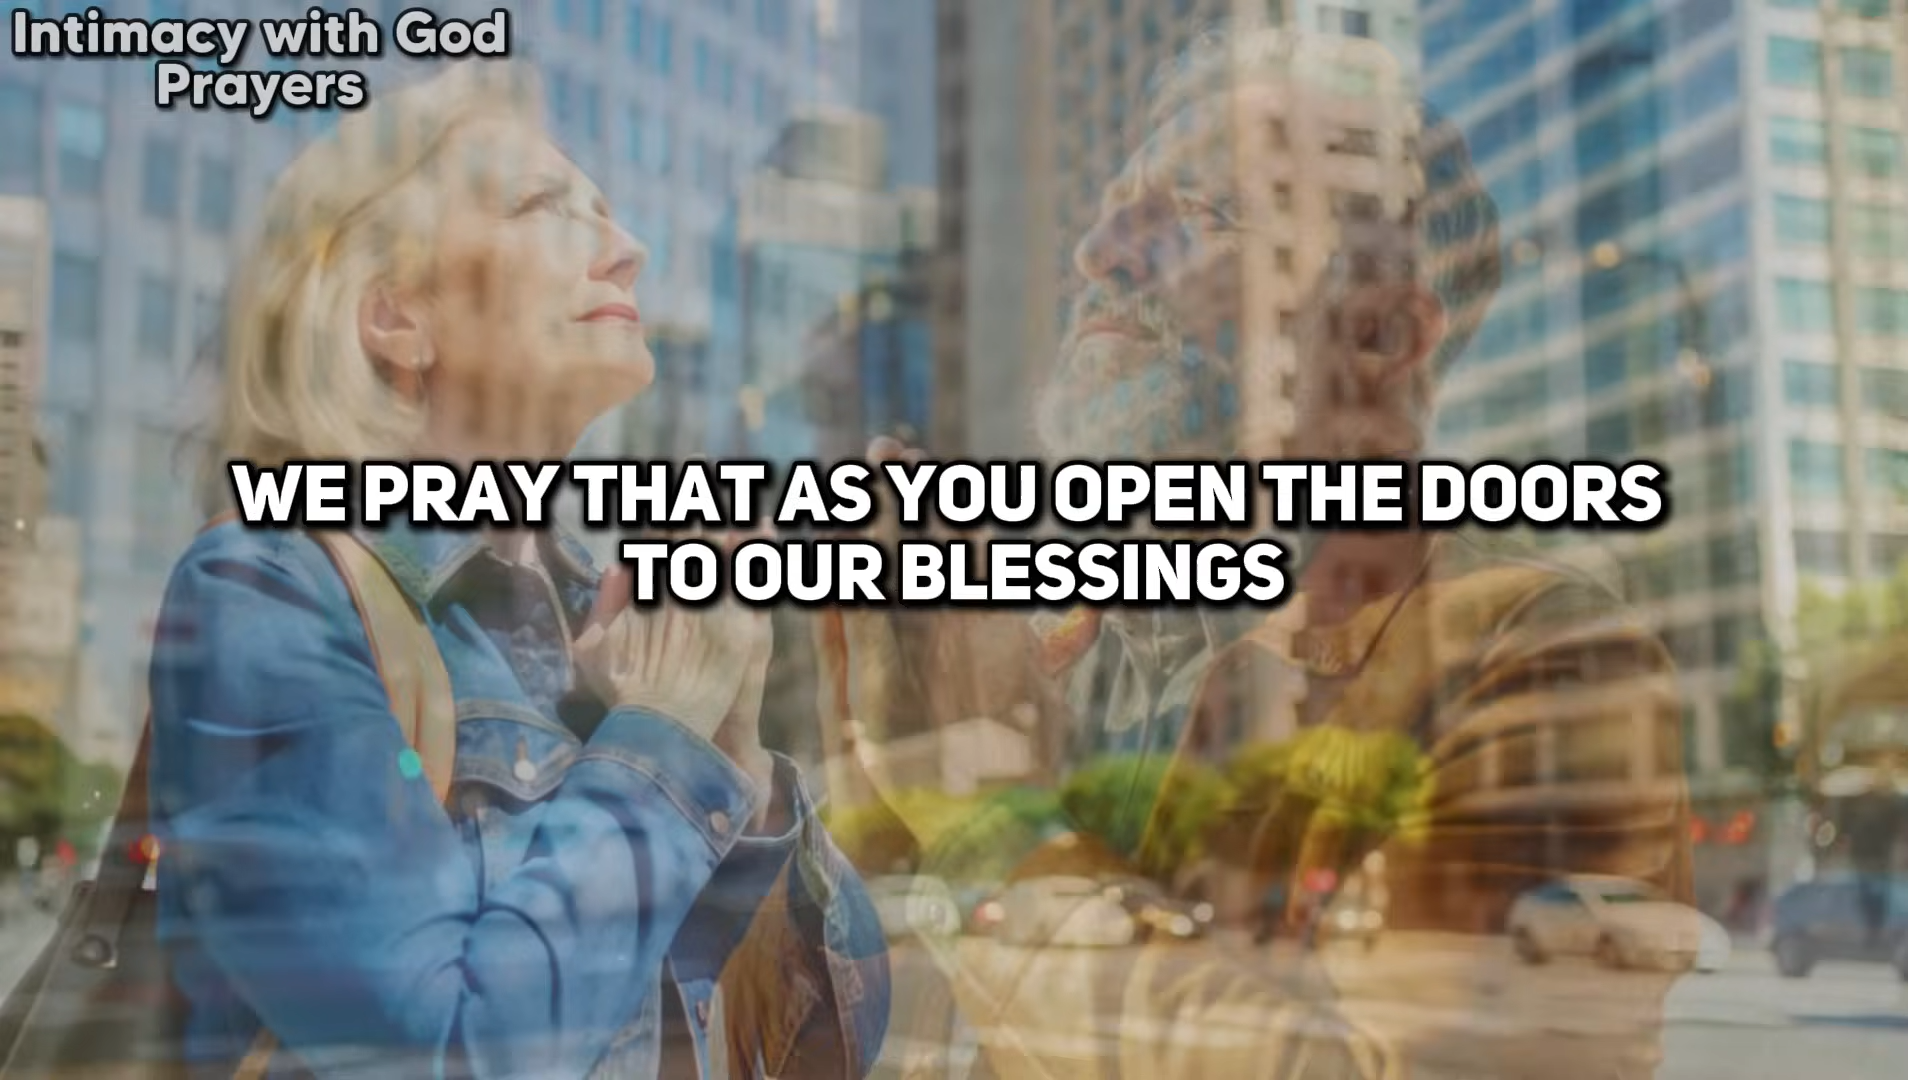 Intimacy with God
Prayers
WE PRAY THAT AS YOU OPEN THE DOORS
TO OUR BLESSINGS